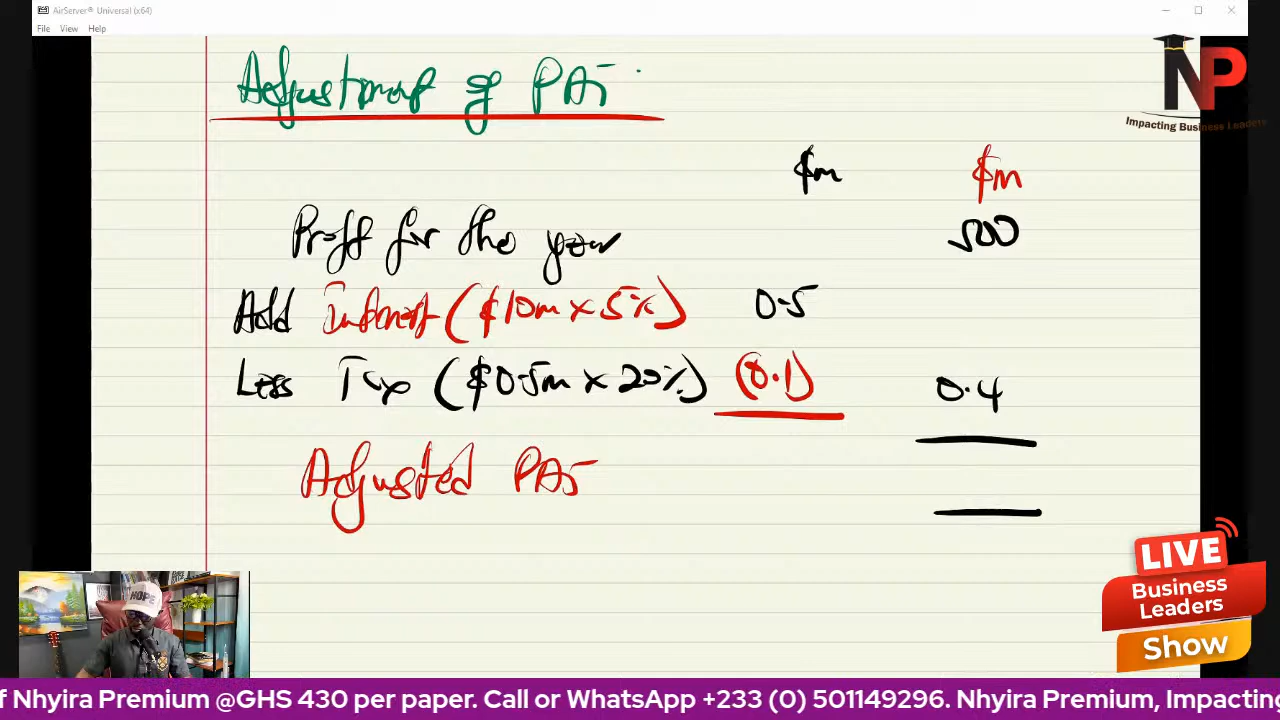 AirServer® Universal (x64)
File View Help
Adjustment of PAT
NP
Impacting Business Leaders
$m $m
Profit for the year 500
Add Interest ($10m x 5%) 0.5
Less Tax ($0.5m x 20%) (0.1) 0.4
Adjusted PAT
HOPE
LIVE
Business
Leaders
Show
f Nhyira Premium @GHS 430 per paper. Call or WhatsApp +233 (0) 501149296. Nhyira Premium, Impacting